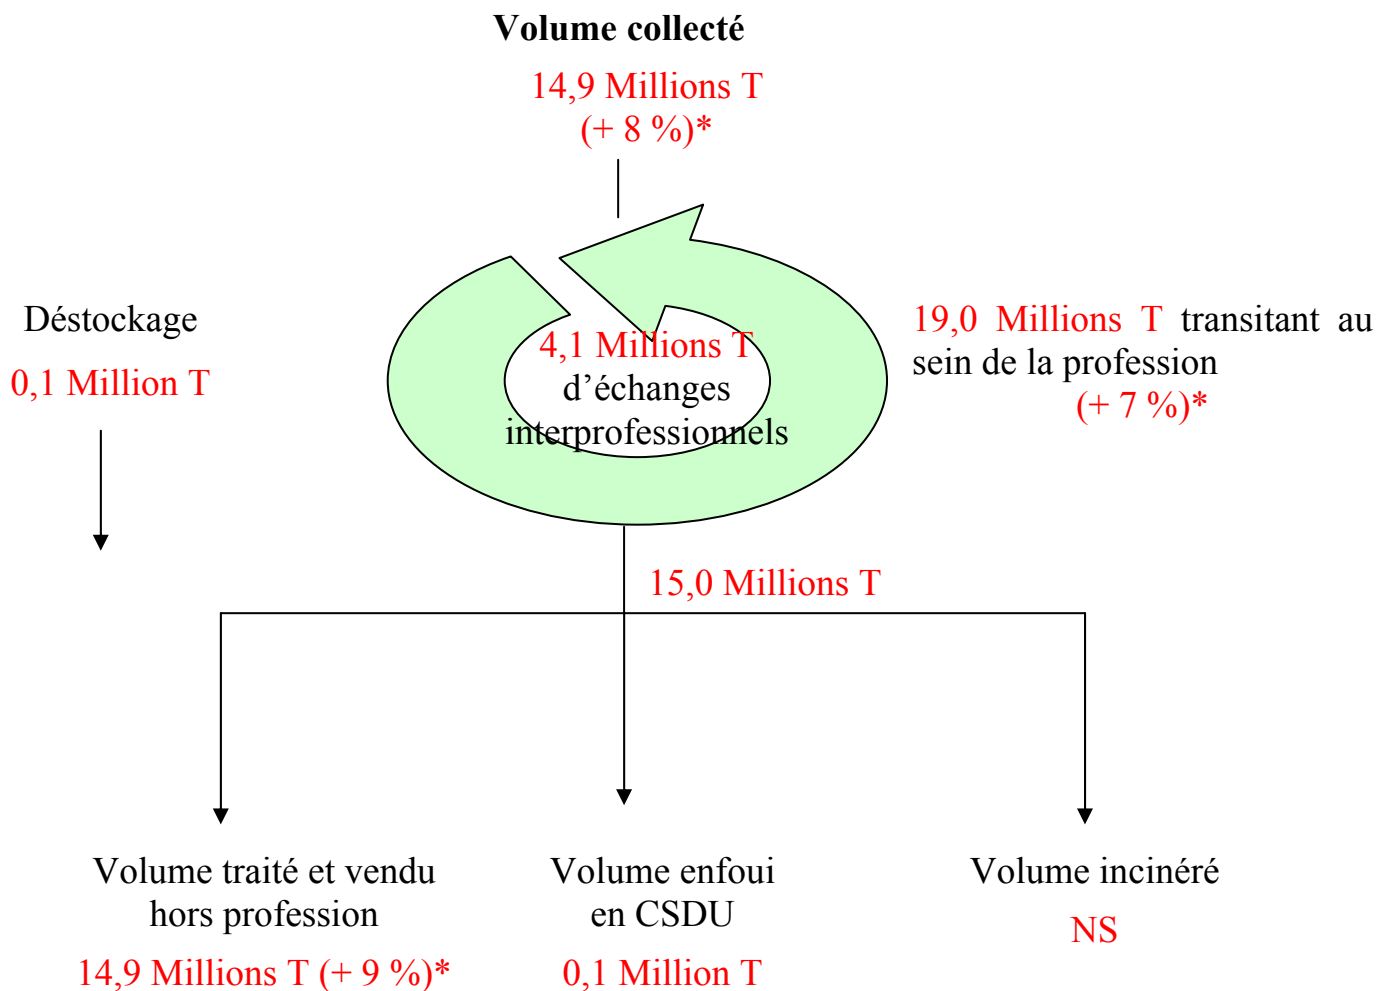 Volume collecté
14,9 Millions T
(+ 8 %)*
Déstockage
0,1 Million T
4,1 Millions T
d’échanges
interprofessionnels
19,0 Millions T transitant au
sein de la profession
(+ 7 %)*
15,0 Millions T
Volume traité et vendu
hors profession
14,9 Millions T (+ 9 %)*
Volume enfoui
en CSDU
0,1 Million T
Volume incinéré
NS